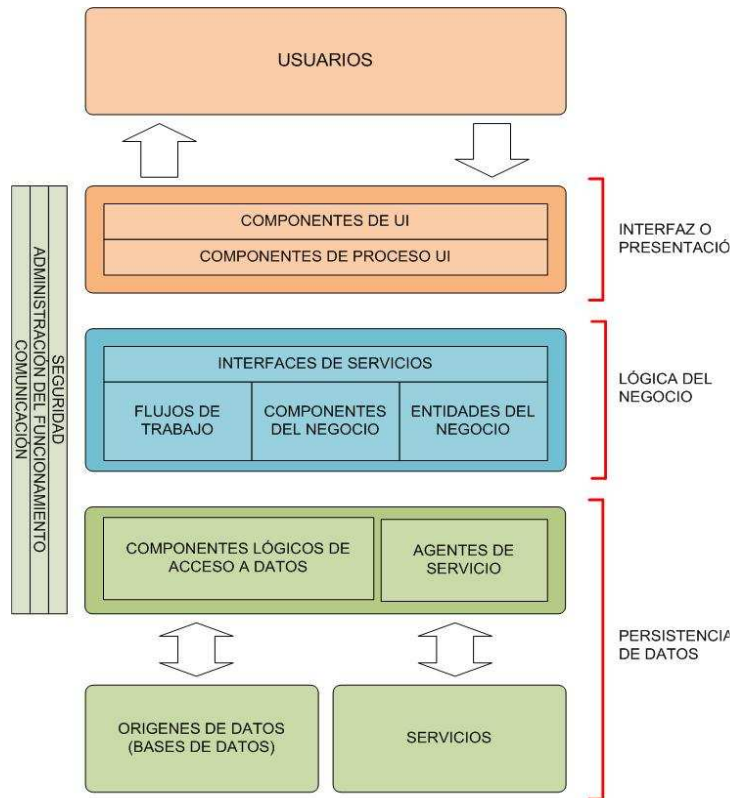 USUARIOS
COMPONENTES DE UI
COMPONENTES DE PROCESO UI
INTERFAZ O
PRESENTACIÓ
SEGURIDAD
ADMINISTRACIÓN DEL FUNCIONAMIENTO
COMUNICACIÓN
INTERFACES DE SERVICIOS
FLUJOS DE
TRABAJO
COMPONENTES
DEL NEGOCIO
ENTIDADES DEL
NEGOCIO
LÓGICA DEL
NEGOCIO
COMPONENTES LÓGICOS DE
ACCESO A DATOS
AGENTES DE
SERVICIO
PERSISTENCIA
DE DATOS
ORIGENES DE DATOS
(BASES DE DATOS)
SERVICIOS